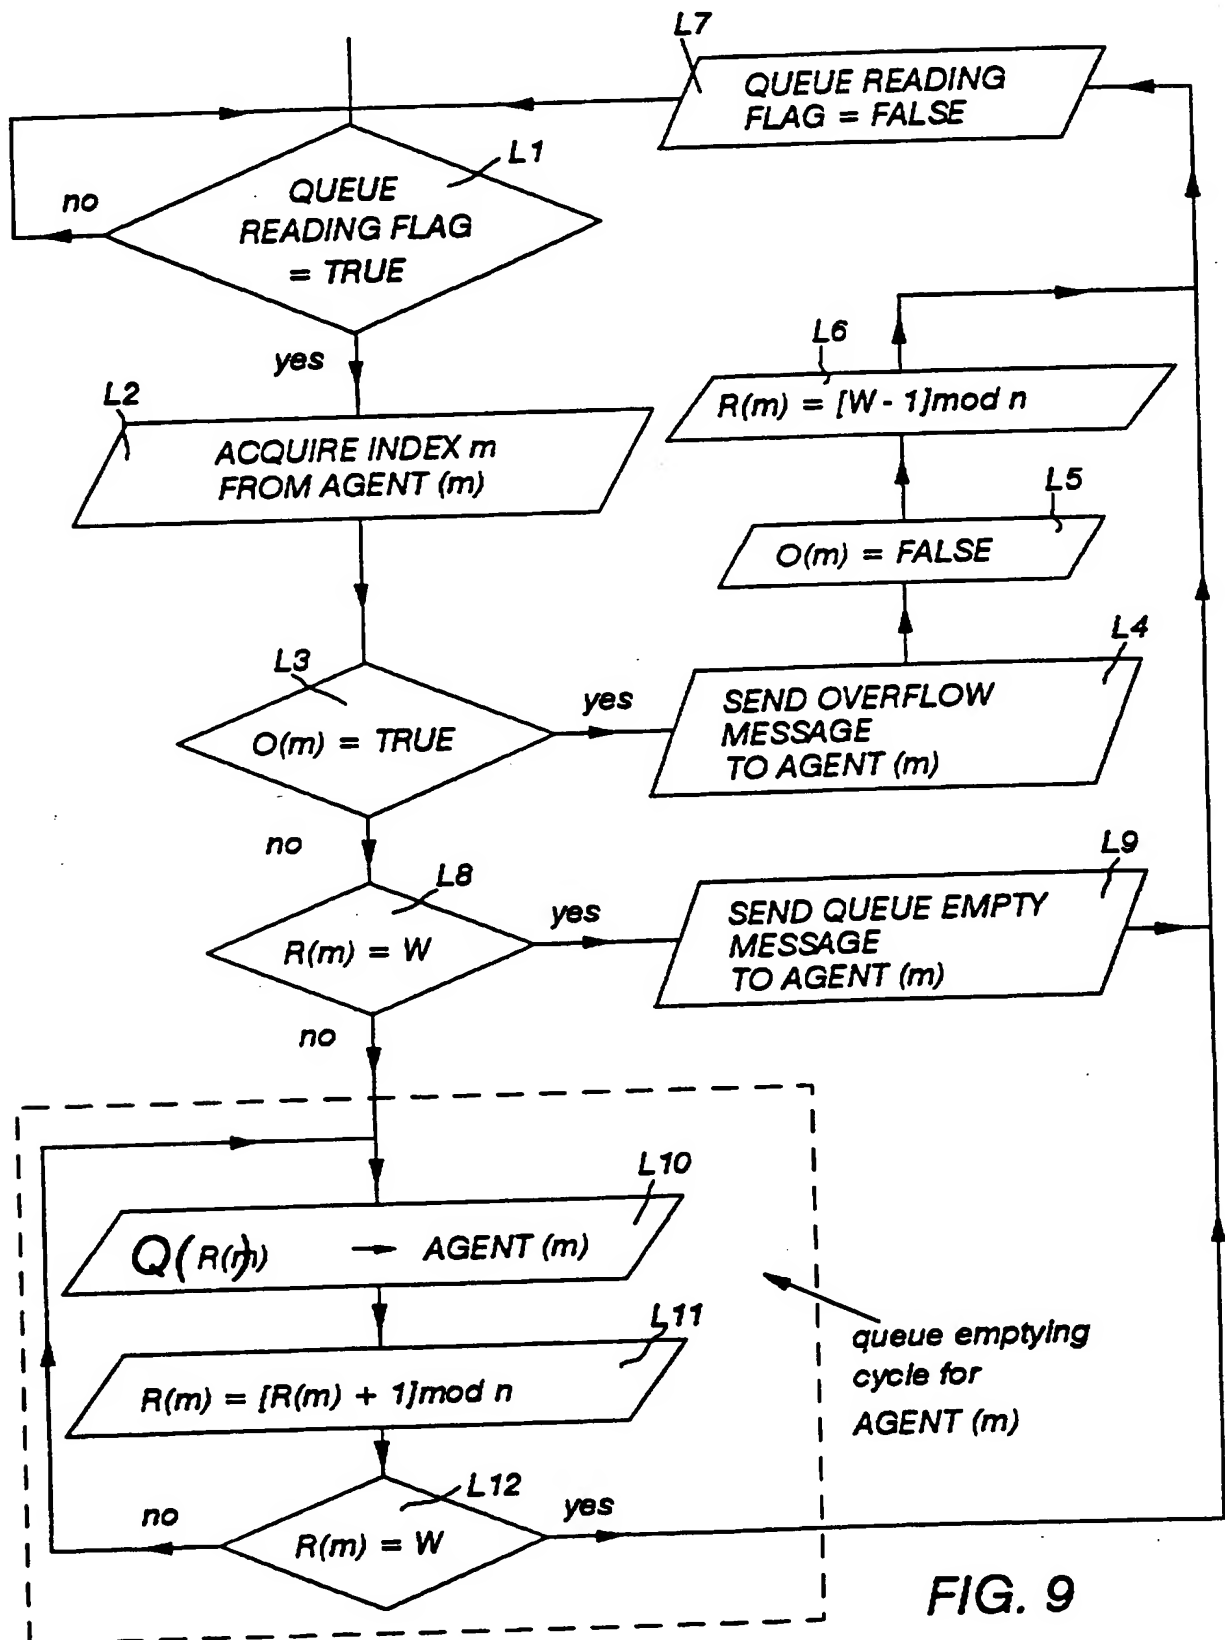 L7
QUEUE READING
FLAG = FALSE
L1
no
QUEUE
READING FLAG
= TRUE
yes
L2
ACQUIRE INDEX m
FROM AGENT (m)
L6
R(m) = [W - 1]mod n
L5
O(m) = FALSE
L3
O(m) = TRUE
yes
L4
SEND OVERFLOW
MESSAGE
TO AGENT (m)
no
L8
R(m) = W
yes
L9
SEND QUEUE EMPTY
MESSAGE
TO AGENT (m)
no
L10
Q(R(m)) → AGENT (m)
L11
R(m) = [R(m) + 1]mod n
queue emptying
cycle for
AGENT (m)
L12
no
R(m) = W
yes
FIG. 9